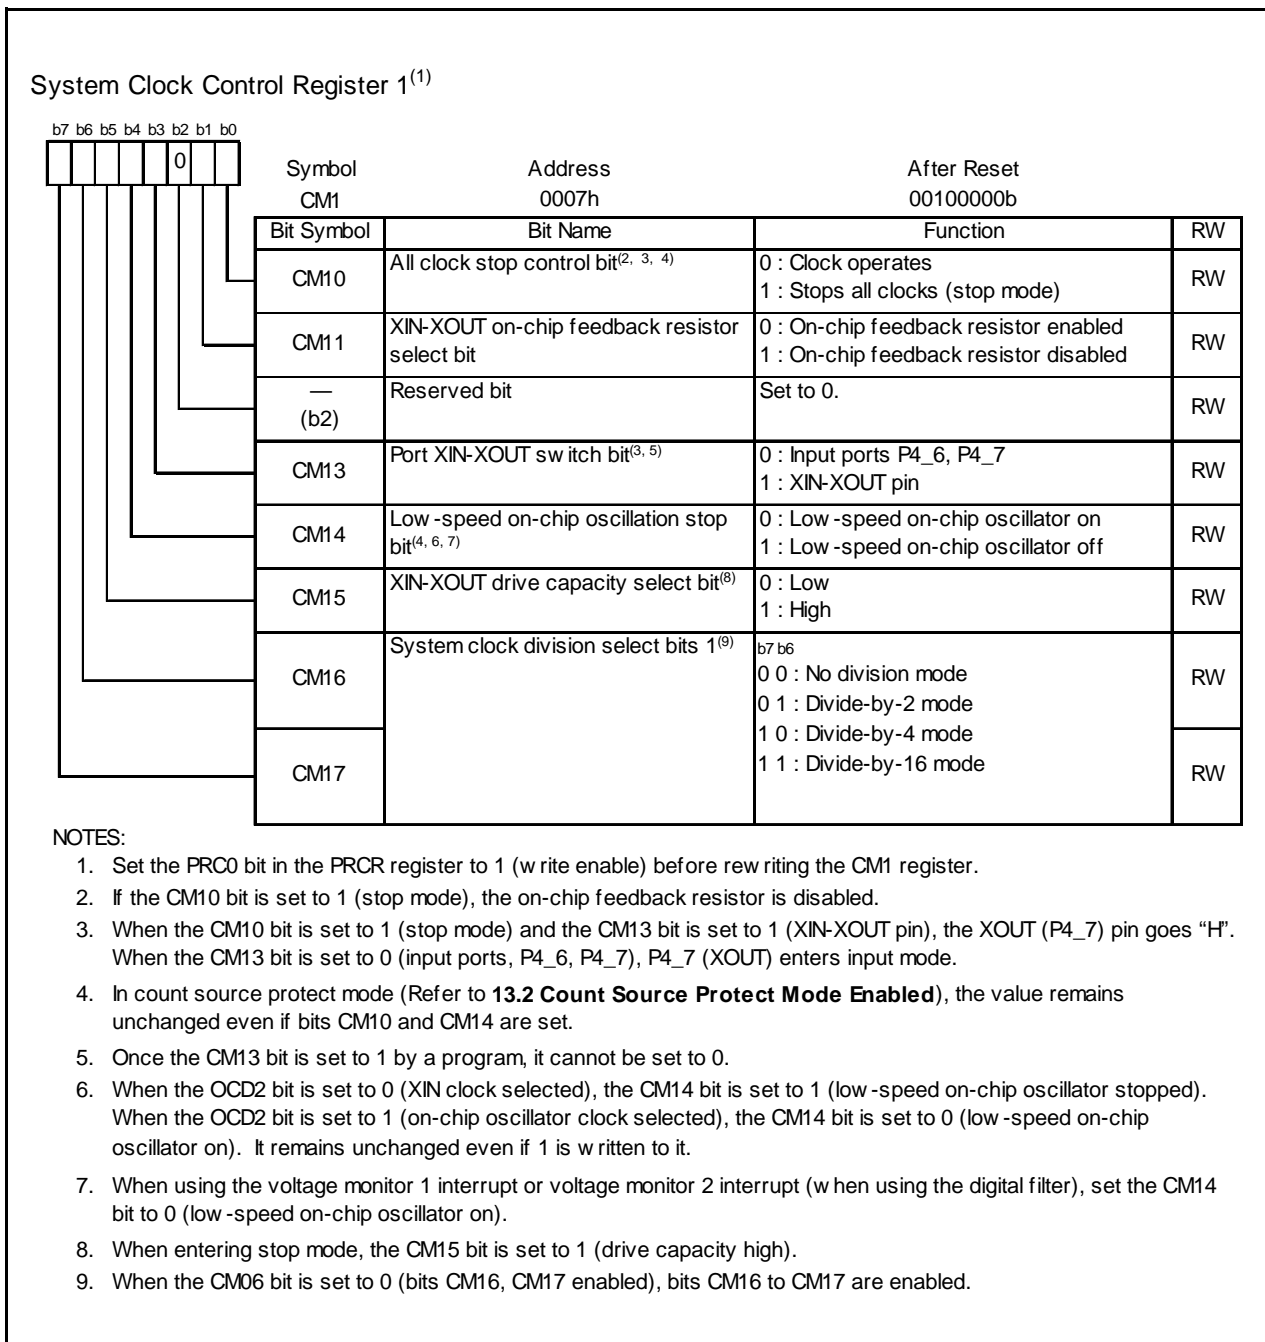 System Clock Control Register 1(1)
b7 b6 b5 b4 b3 b2 b1 b0
0
Symbol Address After Reset
CM1 0007h 00100000b
Bit Symbol Bit Name Function RW
CM10 All clock stop control bit(2, 3, 4) 0 : Clock operates RW
1 : Stops all clocks (stop mode)
CM11 XIN-XOUT on-chip feedback resistor 0 : On-chip feedback resistor enabled RW
select bit 1 : On-chip feedback resistor disabled
— Reserved bit Set to 0. RW
(b2)
CM13 Port XIN-XOUT switch bit(3, 5) 0 : Input ports P4_6, P4_7 RW
1 : XIN-XOUT pin
CM14 Low-speed on-chip oscillation stop 0 : Low-speed on-chip oscillator on RW
bit(4, 6, 7) 1 : Low-speed on-chip oscillator off
CM15 XIN-XOUT drive capacity select bit(8) 0 : Low RW
1 : High
CM16 System clock division select bits 1(9) b7 b6 RW
0 0 : No division mode
0 1 : Divide-by-2 mode
CM17 1 0 : Divide-by-4 mode RW
1 1 : Divide-by-16 mode
NOTES:
1. Set the PRC0 bit in the PRCR register to 1 (write enable) before rewriting the CM1 register.
2. If the CM10 bit is set to 1 (stop mode), the on-chip feedback resistor is disabled.
3. When the CM10 bit is set to 1 (stop mode) and the CM13 bit is set to 1 (XIN-XOUT pin), the XOUT (P4_7) pin goes “H”.
When the CM13 bit is set to 0 (input ports, P4_6, P4_7), P4_7 (XOUT) enters input mode.
4. In count source protect mode (Refer to 13.2 Count Source Protect Mode Enabled), the value remains
unchanged even if bits CM10 and CM14 are set.
5. Once the CM13 bit is set to 1 by a program, it cannot be set to 0.
6. When the OCD2 bit is set to 0 (XIN clock selected), the CM14 bit is set to 1 (low-speed on-chip oscillator stopped).
When the OCD2 bit is set to 1 (on-chip oscillator clock selected), the CM14 bit is set to 0 (low-speed on-chip
oscillator on). It remains unchanged even if 1 is written to it.
7. When using the voltage monitor 1 interrupt or voltage monitor 2 interrupt (when using the digital filter), set the CM14
bit to 0 (low-speed on-chip oscillator on).
8. When entering stop mode, the CM15 bit is set to 1 (drive capacity high).
9. When the CM06 bit is set to 0 (bits CM16, CM17 enabled), bits CM16 to CM17 are enabled.